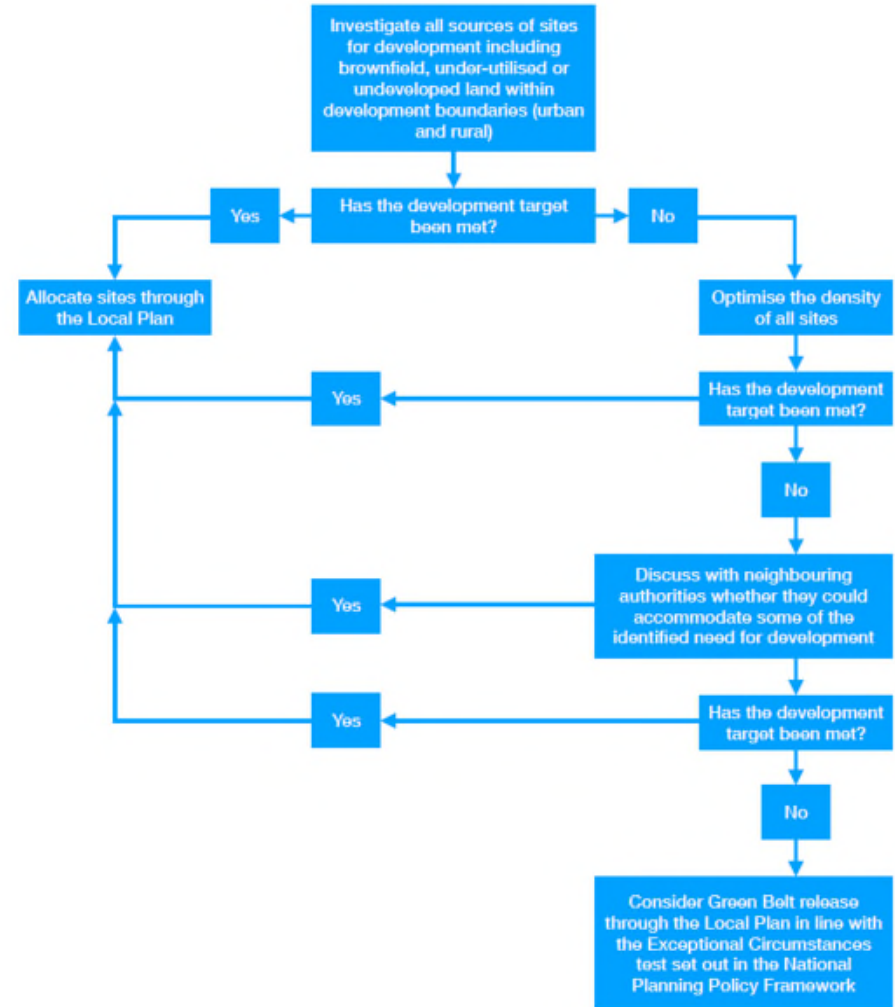 Investigate all sources of sites
for development including
brownfield, under-utilised or
undeveloped land within
development boundaries (urban
and rural)
Yes
Has the development target
been met?
No
Allocate sites through
the Local Plan
Optimise the density
of all sites
Yes
Has the development
target been met?
No
Yes
Discuss with neighbouring
authorities whether they could
accommodate some of the
identified need for development
Yes
Has the development
target been met?
No
Consider Green Belt release
through the Local Plan in line with
the Exceptional Circumstances
test set out in the National
Planning Policy Framework